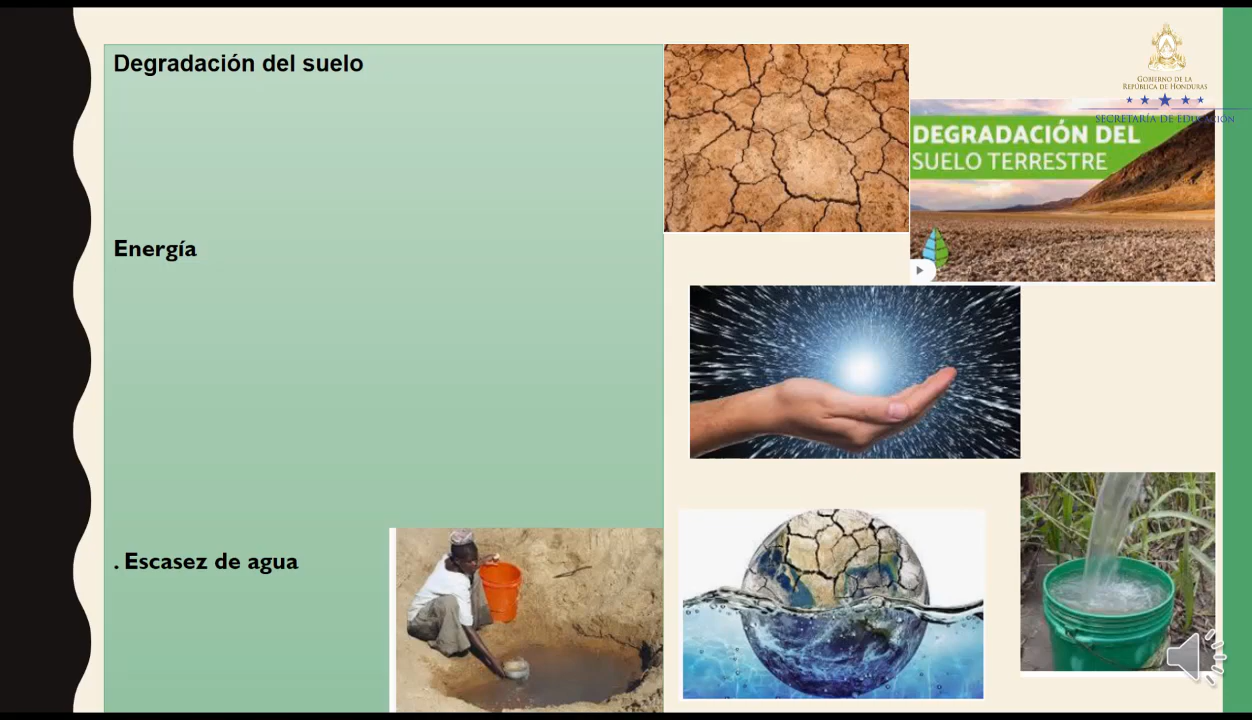 Degradación del suelo
GOBIERNO DE LA
REPÚBLICA DE HONDURAS
SECRETARÍA DE EDUCACIÓN
DEGRADACIÓN DEL
SUELO TERRESTRE
Energía
. Escasez de agua